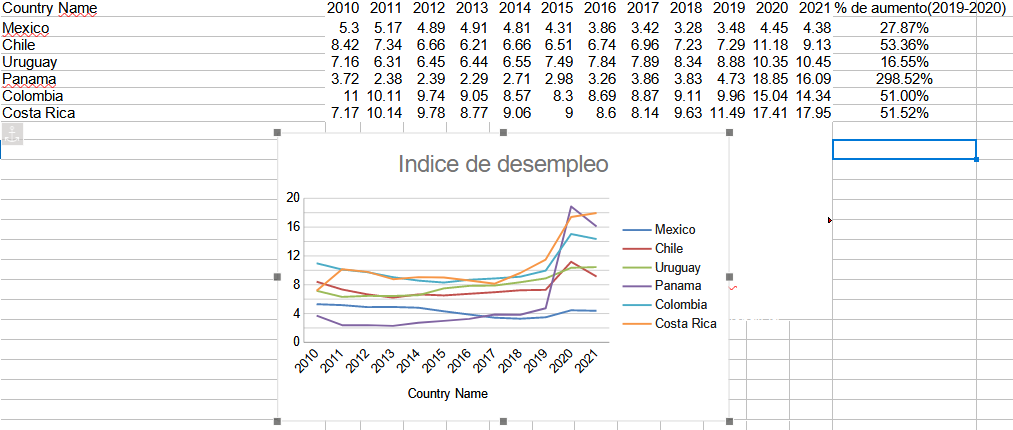 Country Name 2010 2011 2012 2013 2014 2015 2016 2017 2018 2019 2020 2021 % de aumento(2019-2020)
Mexico 5.3 5.17 4.89 4.91 4.81 4.31 3.86 3.42 3.28 3.48 4.45 4.38 27.87%
Chile 8.42 7.34 6.66 6.21 6.66 6.51 6.74 6.96 7.23 7.29 11.18 9.13 53.36%
Uruguay 7.16 6.31 6.45 6.44 6.55 7.49 7.84 7.89 8.34 8.88 10.35 10.45 16.55%
Panama 3.72 2.38 2.39 2.29 2.71 2.98 3.26 3.86 3.83 4.73 18.85 16.09 298.52%
Colombia 11 10.11 9.74 9.05 8.57 8.3 8.69 8.87 9.11 9.96 15.04 14.34 51.00%
Costa Rica 7.17 10.14 9.78 8.77 9.06 9 8.6 8.14 9.63 11.49 17.41 17.95 51.52%
Indice de desempleo
20
16
12
8
4
0
2010 2011 2012 2013 2014 2015 2016 2017 2018 2019 2020 2021
Country Name
Mexico
Chile
Uruguay
Panama
Colombia
Costa Rica